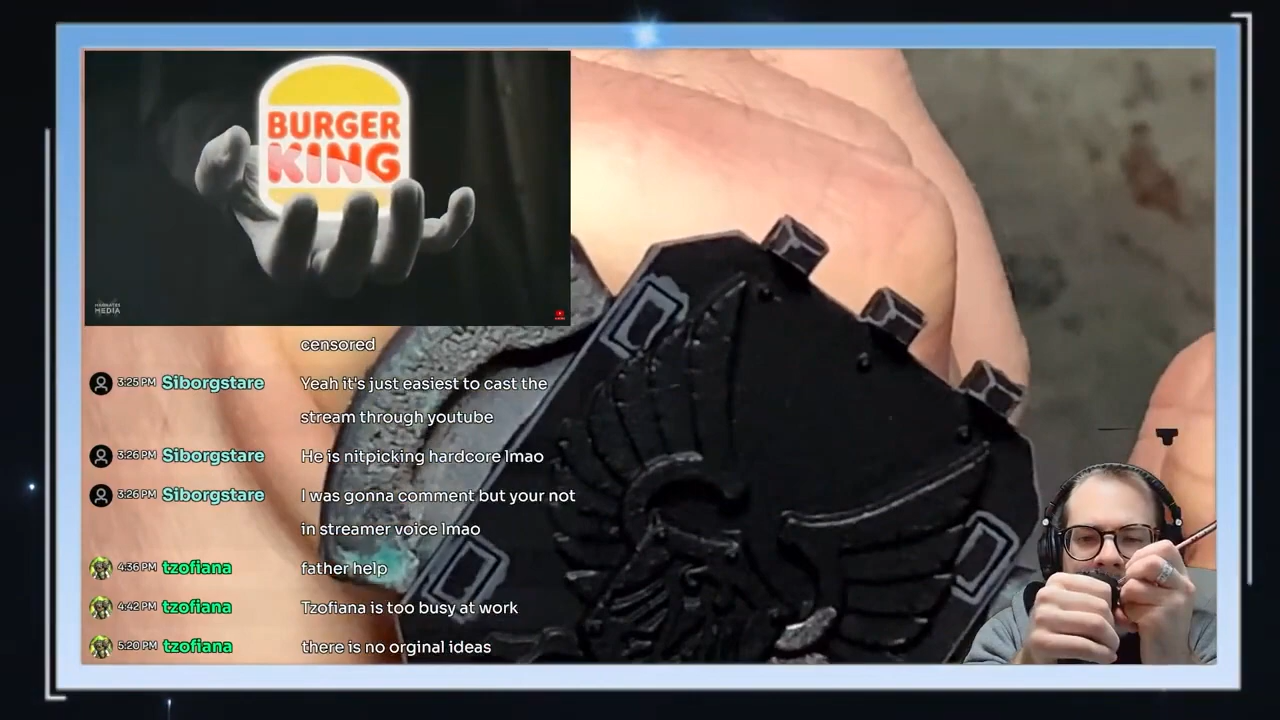 BURGER
KING
MEDIA
censored
3:25 PM Siborgstare Yeah it's just easiest to cast the
stream through youtube
3:26 PM Siborgstare He is nitpicking hardcore lmao
3:26 PM Siborgstare I was gonna comment but your not
in streamer voice lmao
4:36 PM tzofiana father help
4:42 PM tzofiana Tzofiana is too busy at work
5:20 PM tzofiana there is no orginal ideas